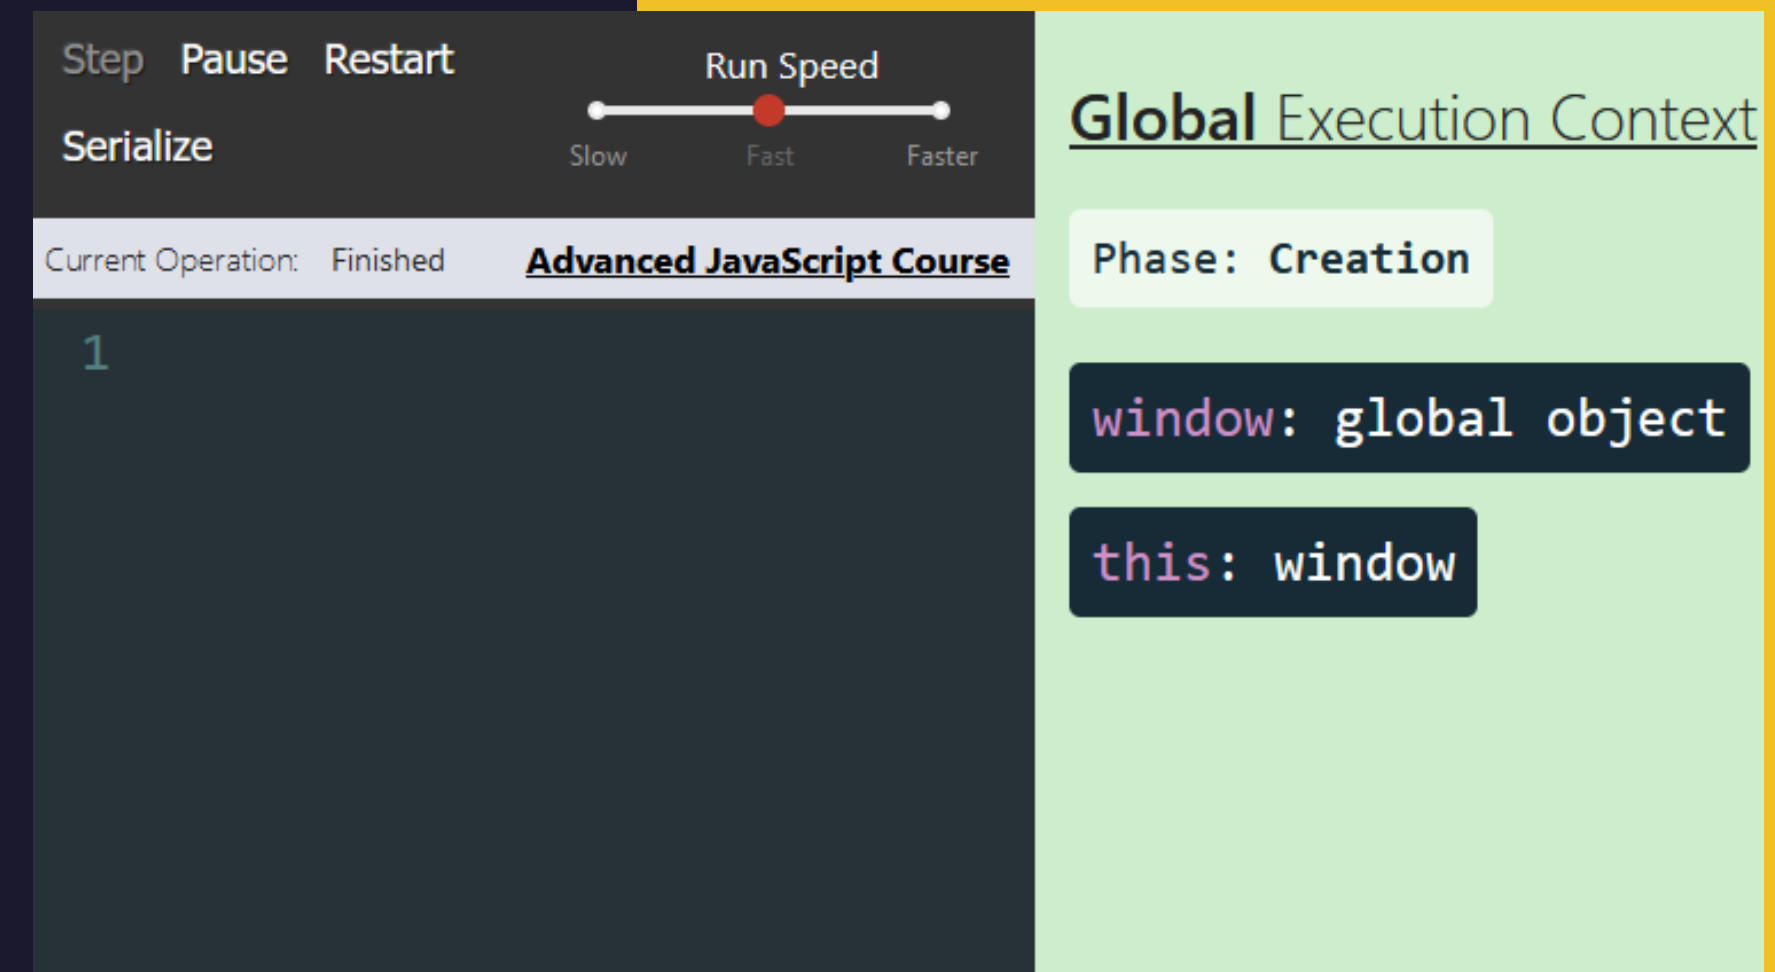 Step Pause Restart
Run Speed
Serialize
Slow Fast Faster
Current Operation: Finished Advanced JavaScript Course
1
Global Execution Context
Phase: Creation
window: global object
this: window